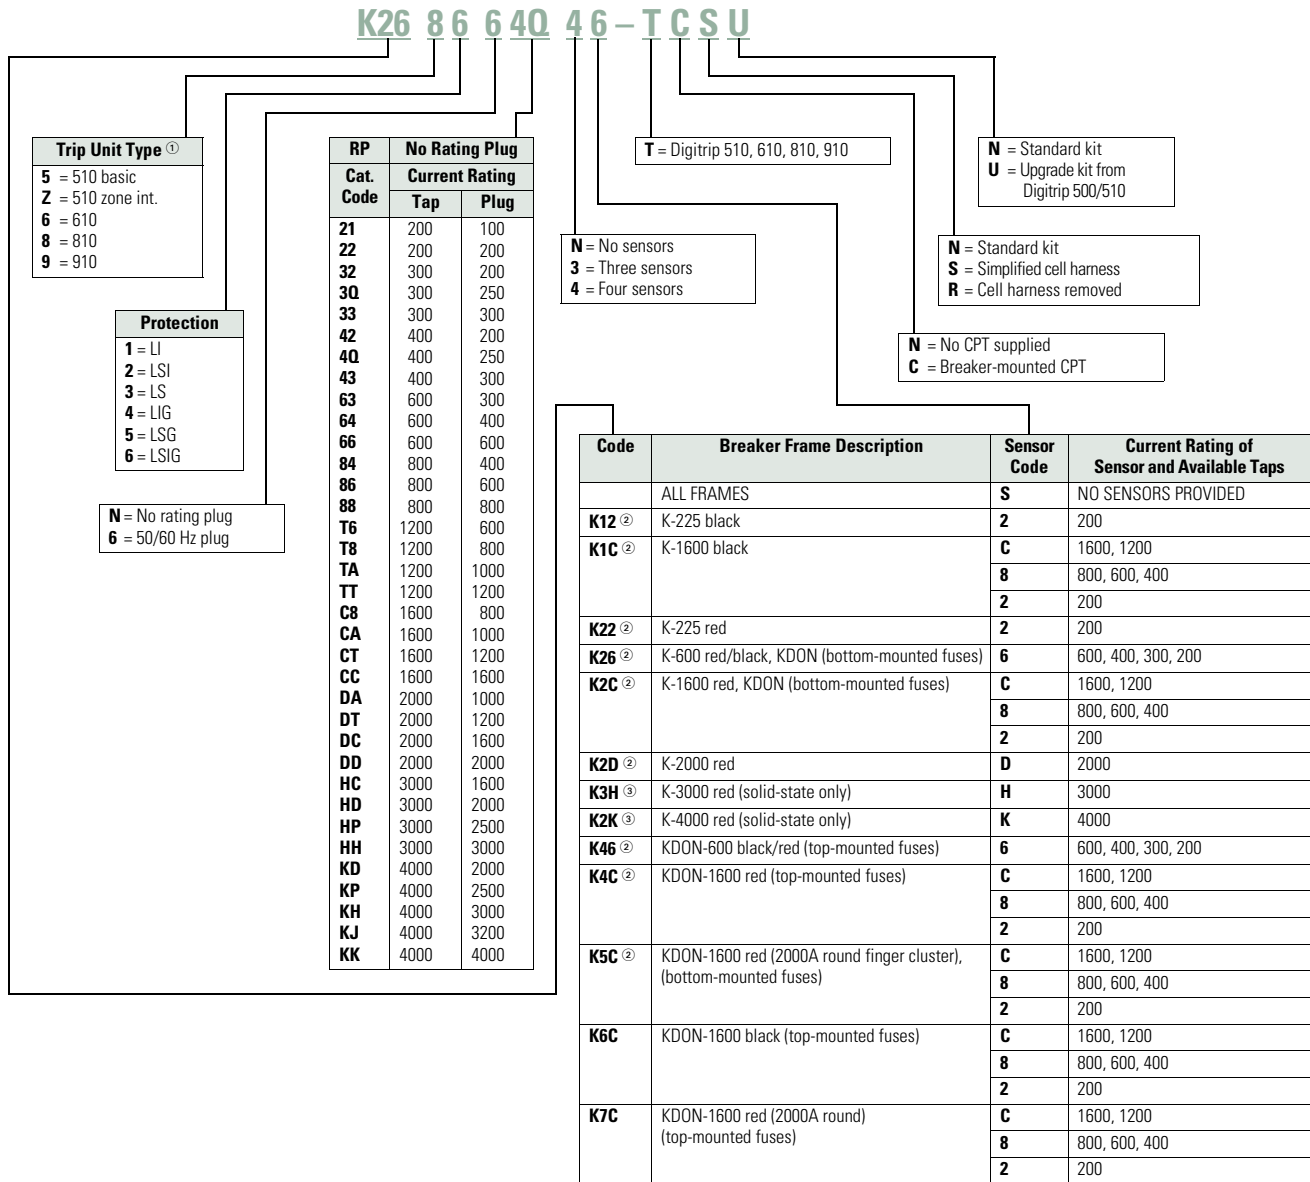 K26 8 6 6 4Q 4 6 – T C S U
Trip Unit Type ①
5 = 510 basic
Z = 510 zone int.
6 = 610
8 = 810
9 = 910
Protection
1 = LI
2 = LSI
3 = LS
4 = LIG
5 = LSG
6 = LSIG
N = No rating plug
6 = 50/60 Hz plug
RP No Rating Plug
Cat. Code Current Rating
Tap Plug
21 200 100
22 200 200
32 300 200
3Q 300 250
33 300 300
42 400 200
4Q 400 250
43 400 300
63 600 300
64 600 400
66 600 600
84 800 400
86 800 600
88 800 800
T6 1200 600
T8 1200 800
TA 1200 1000
TT 1200 1200
C8 1600 800
CA 1600 1000
CT 1600 1200
CC 1600 1600
DA 2000 1000
DT 2000 1200
DC 2000 1600
DD 2000 2000
HC 3000 1600
HD 3000 2000
HP 3000 2500
HH 3000 3000
KD 4000 2000
KP 4000 2500
KH 4000 3000
KJ 4000 3200
KK 4000 4000
T = Digitrip 510, 610, 810, 910
N = No sensors
3 = Three sensors
4 = Four sensors
N = Standard kit
U = Upgrade kit from
Digitrip 500/510
N = Standard kit
S = Simplified cell harness
R = Cell harness removed
N = No CPT supplied
C = Breaker-mounted CPT
Code Breaker Frame Description Sensor Code Current Rating of Sensor and Available Taps
ALL FRAMES S NO SENSORS PROVIDED
K12 ② K-225 black 2 200
K1C ② K-1600 black C 1600, 1200
8 800, 600, 400
2 200
K22 ② K-225 red 2 200
K26 ② K-600 red/black, KDON (bottom-mounted fuses) 6 600, 400, 300, 200
K2C ② K-1600 red, KDON (bottom-mounted fuses) C 1600, 1200
8 800, 600, 400
2 200
K2D ② K-2000 red D 2000
K3H ③ K-3000 red (solid-state only) H 3000
K2K ③ K-4000 red (solid-state only) K 4000
K46 ② KDON-600 black/red (top-mounted fuses) 6 600, 400, 300, 200
K4C ② KDON-1600 red (top-mounted fuses) C 1600, 1200
8 800, 600, 400
2 200
K5C ② KDON-1600 red (2000A round finger cluster), C 1600, 1200
(bottom-mounted fuses) 8 800, 600, 400
2 200
K6C KDON-1600 black (top-mounted fuses) C 1600, 1200
8 800, 600, 400
2 200
K7C KDON-1600 red (2000A round) C 1600, 1200
(top-mounted fuses) 8 800, 600, 400
2 200